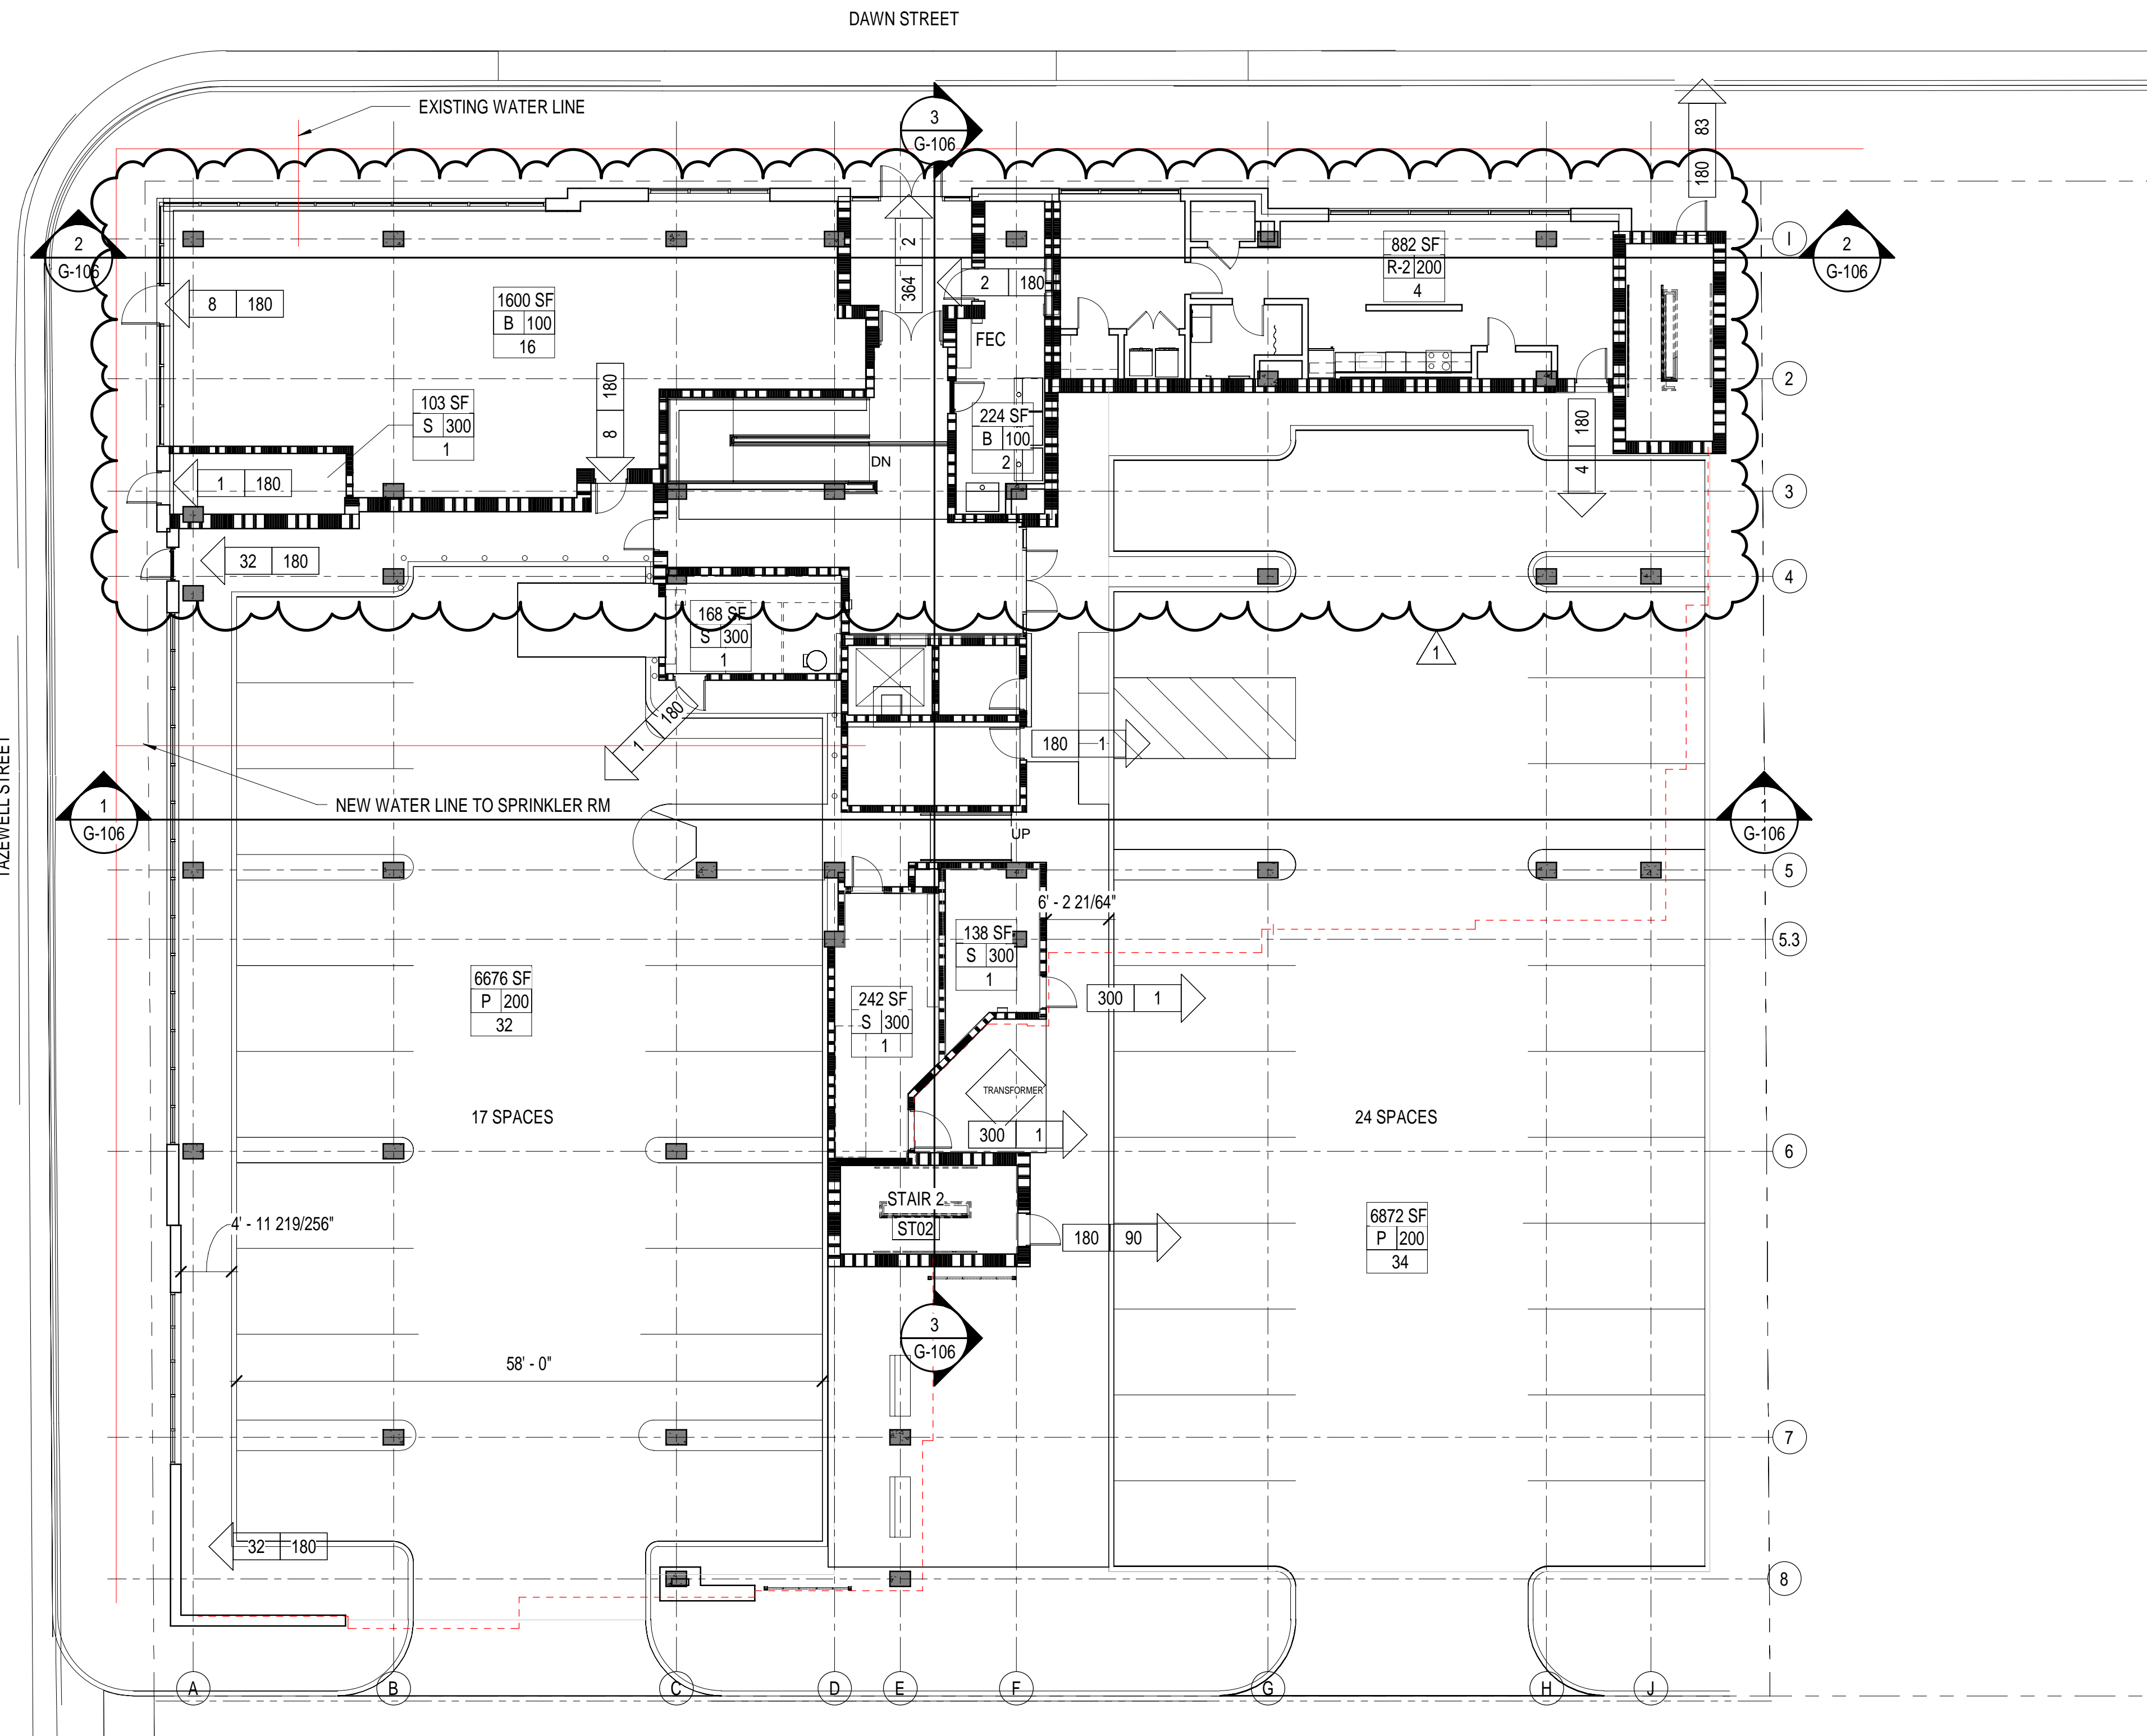 DAWN STREET
EXISTING WATER LINE
3
G-106
180 83
2
G-106
8 180
1600 SF
B 100
16
364 2
2 180
FEC
882 SF
R-2 200
4
1
2
G-106
2
8 180
103 SF
S 300
1
1 180
224 SF
B 100
2
DN
4 180
3
32 180
4
168 SF
S 300
1
1
1 180
180 1
NEW WATER LINE TO SPRINKLER RM
1
G-106
UP
1
G-106
5
6' - 2 21/64"
138 SF
S 300
1
5.3
6676 SF
P 200
32
242 SF
S 300
1
300 1
TAZEWELL STREET
TRANSFORMER
17 SPACES
300 1
24 SPACES
6
STAIR 2
ST02
4' - 11 219/256"
180 90
6872 SF
P 200
34
3
G-106
58' - 0"
7
32 180
8
A B C D E F G H J